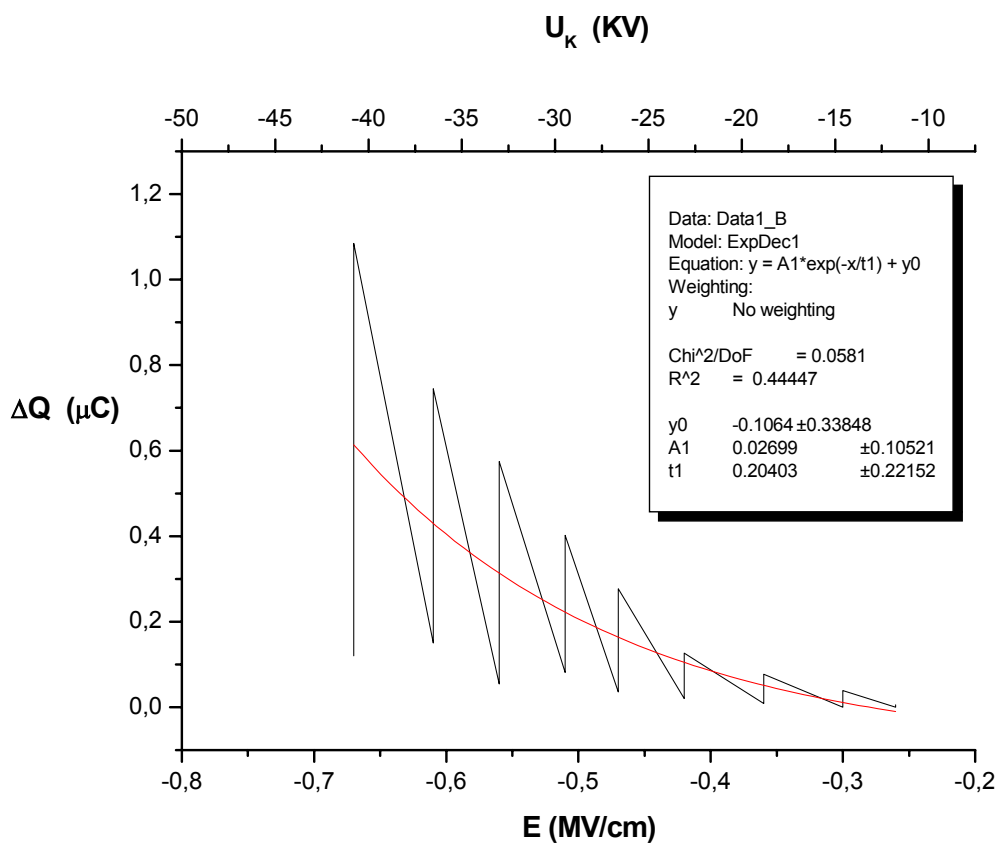 U_K (KV)
-50 -45 -40 -35 -30 -25 -20 -15 -10
1,2
1,0
0,8
0,6
0,4
0,2
0,0
ΔQ (μC)
Data: Data1_B
Model: ExpDec1
Equation: y = A1*exp(-x/t1) + y0
Weighting:
y No weighting
Chi^2/DoF = 0.0581
R^2 = 0.44447
y0 -0.1064 ±0.33848
A1 0.02699 ±0.10521
t1 0.20403 ±0.22152
-0,8 -0,7 -0,6 -0,5 -0,4 -0,3 -0,2
E (MV/cm)